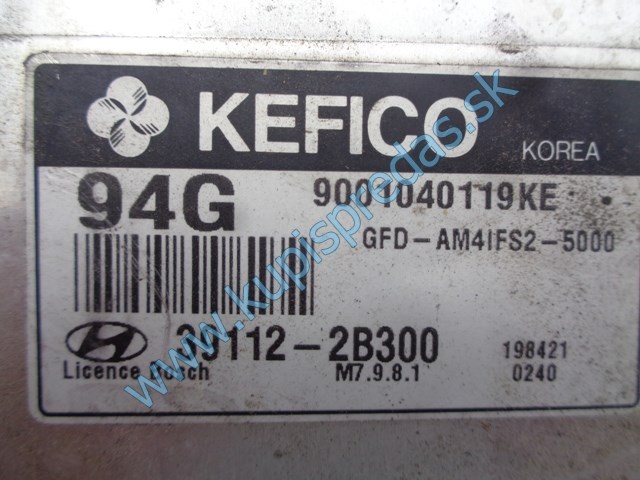 KEFICO
KOREA
94G
9001040119KE
GFD-AM4IFS2-5000
39112-2B300
198421
Licence Bosch
M7.9.8.1
0240
www.kupispredas.sk